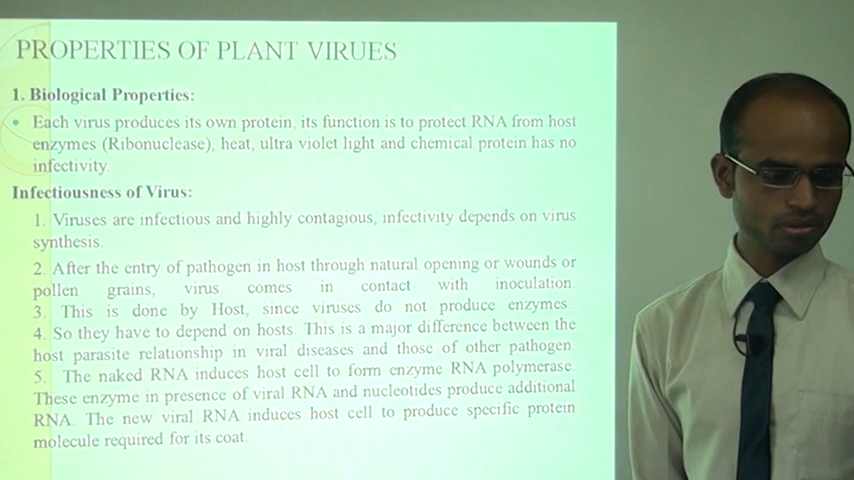 PROPERTIES OF PLANT VIRUES
1. Biological Properties:
• Each virus produces its own protein, its function is to protect RNA from host
enzymes (Ribonuclease), heat, ultra violet light and chemical protein has no
infectivity.
Infectiousness of Virus:
1. Viruses are infectious and highly contagious, infectivity depends on virus
synthesis.
2. After the entry of pathogen in host through natural opening or wounds or
pollen grains, virus comes in contact with inoculation.
3. This is done by Host, since viruses do not produce enzymes.
4. So they have to depend on hosts. This is a major difference between the
host parasite relationship in viral diseases and those of other pathogen.
5. The naked RNA induces host cell to form enzyme RNA polymerase.
These enzyme in presence of viral RNA and nucleotides produce additional
RNA. The new viral RNA induces host cell to produce specific protein
molecule required for its coat.